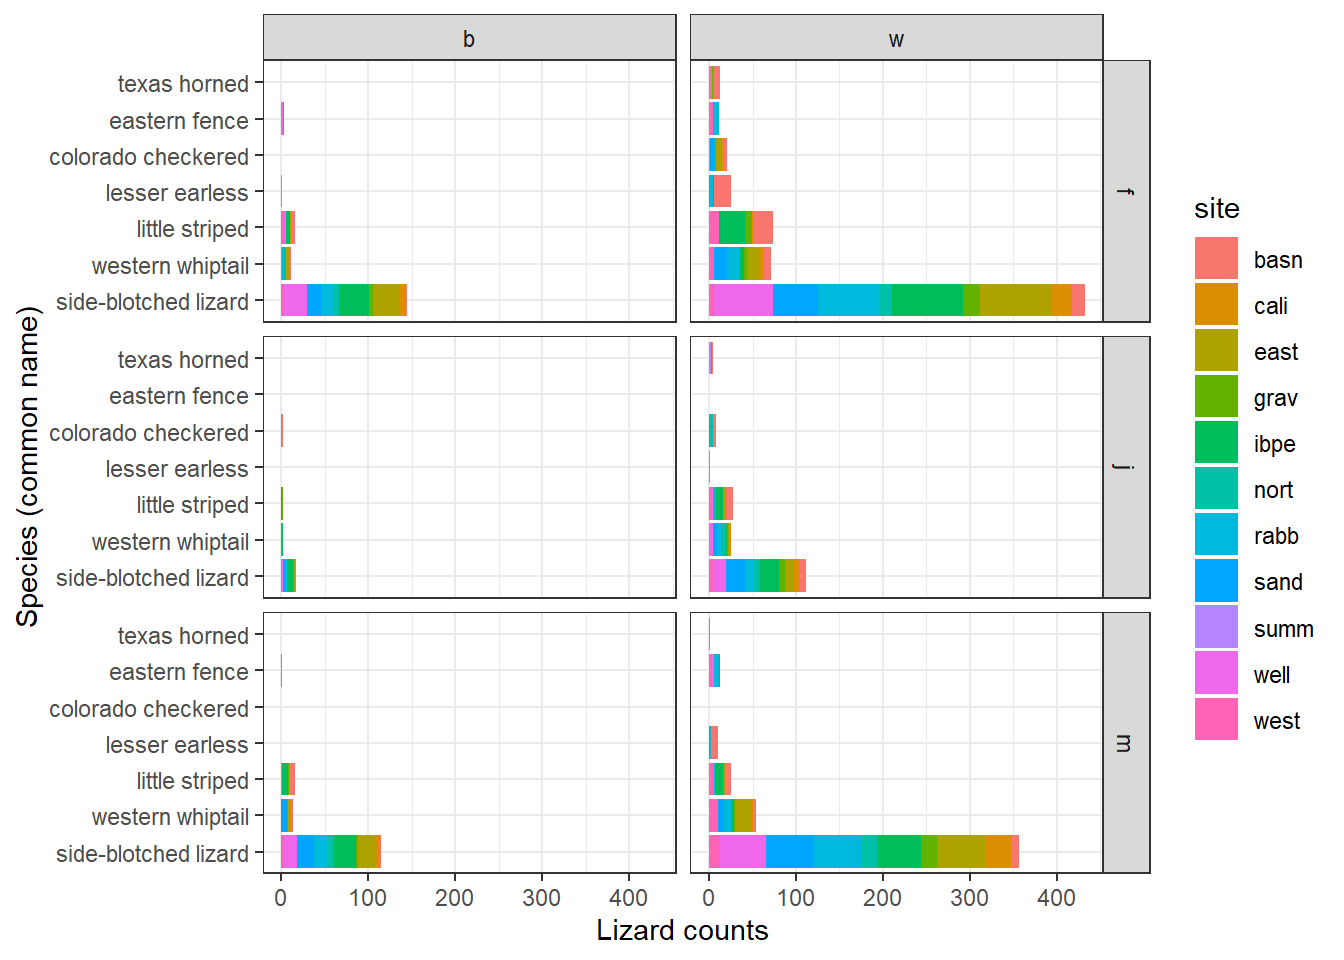 b
w
texas horned
eastern fence
colorado checkered
lesser earless
little striped
western whiptail
side-blotched lizard
f
texas horned
eastern fence
colorado checkered
lesser earless
little striped
western whiptail
side-blotched lizard
j
texas horned
eastern fence
colorado checkered
lesser earless
little striped
western whiptail
side-blotched lizard
m
0 100 200 300 400
0 100 200 300 400
Lizard counts
Species (common name)
site
basn
cali
east
grav
ibpe
nort
rabb
sand
summ
well
west